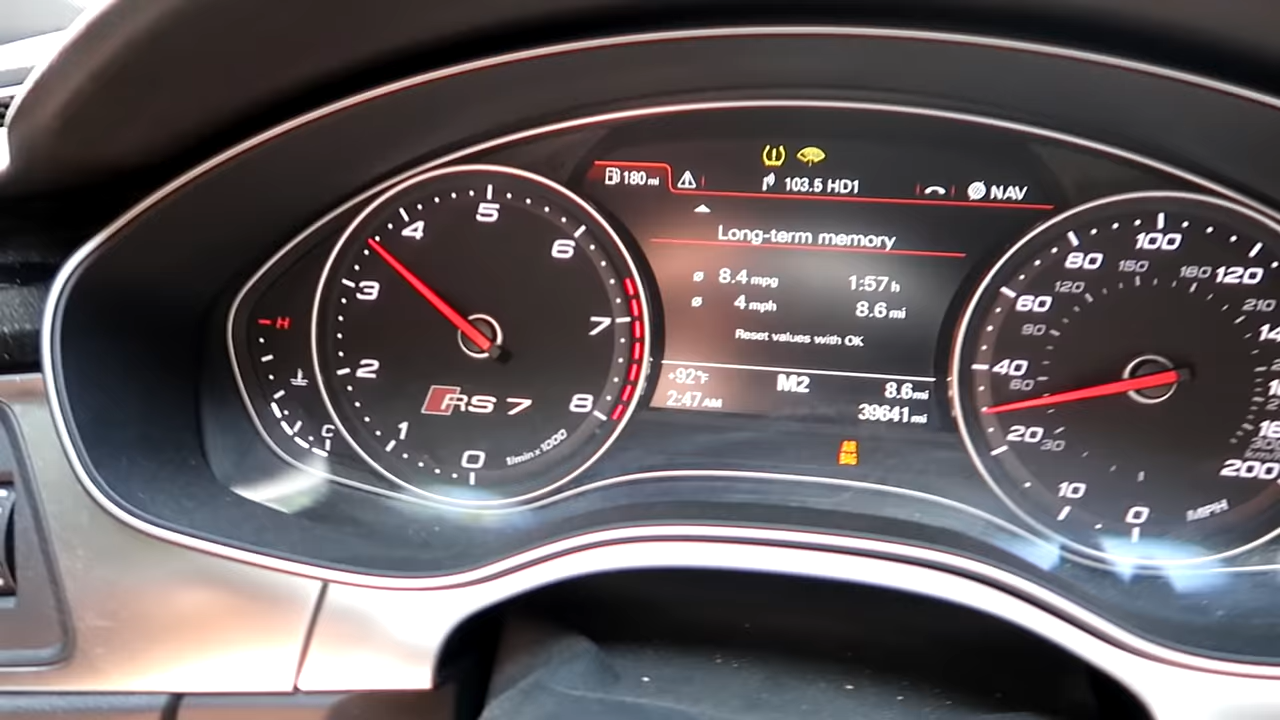 180 mi
103.5 HD1
NAV
Long-term memory
ø 8.4 mpg 1:57 h
ø 4 mph 8.6 mi
Reset values with OK
+92°F M2 8.6 mi
2:47 AM 39641 mi
H
C
0
1
2
3
4
5
6
7
8
RS 7
1/min x 1000
0
10
20
40
60
80
100
120
200
30
60
90
120
150
180
210
MPH